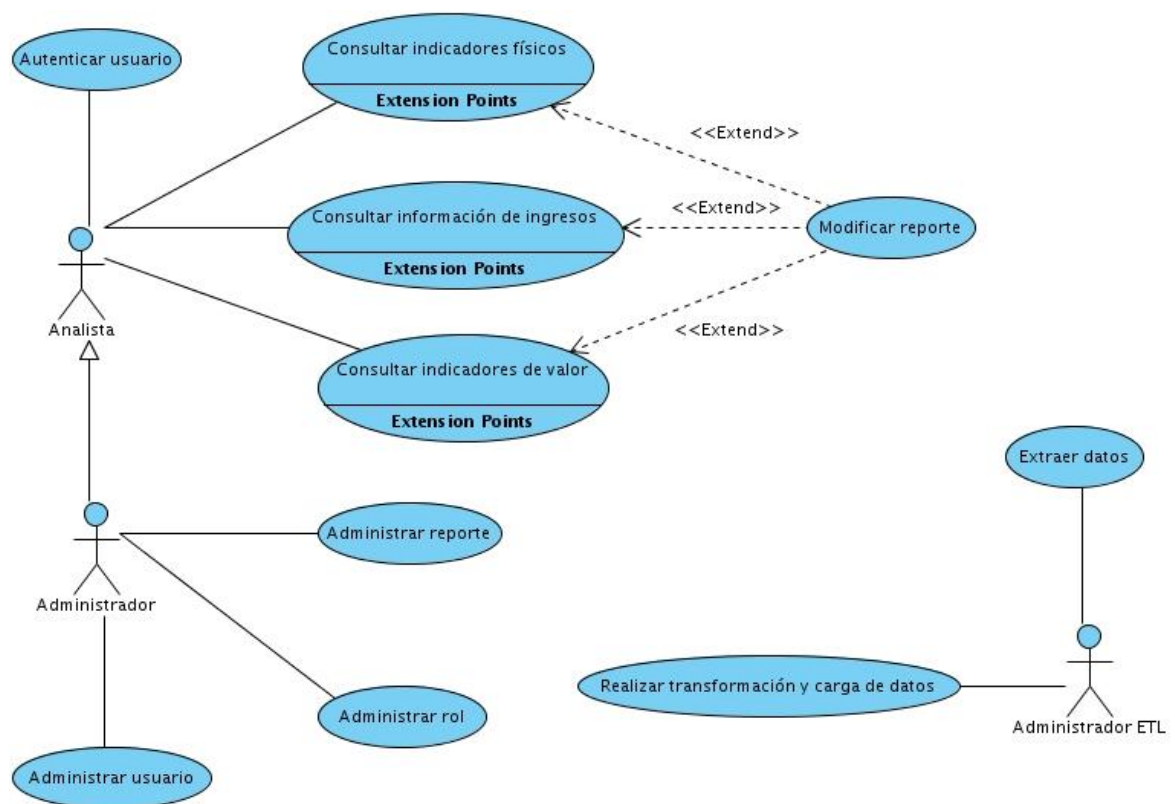 Autenticar usuario
Consultar indicadores físicos
Extension Points
<<Extend>>
Consultar información de ingresos
Extension Points
<<Extend>>
Modificar reporte
Analista
<<Extend>>
Consultar indicadores de valor
Extension Points
Extraer datos
Administrar reporte
Administrador
Realizar transformación y carga de datos
Administrador ETL
Administrar rol
Administrar usuario